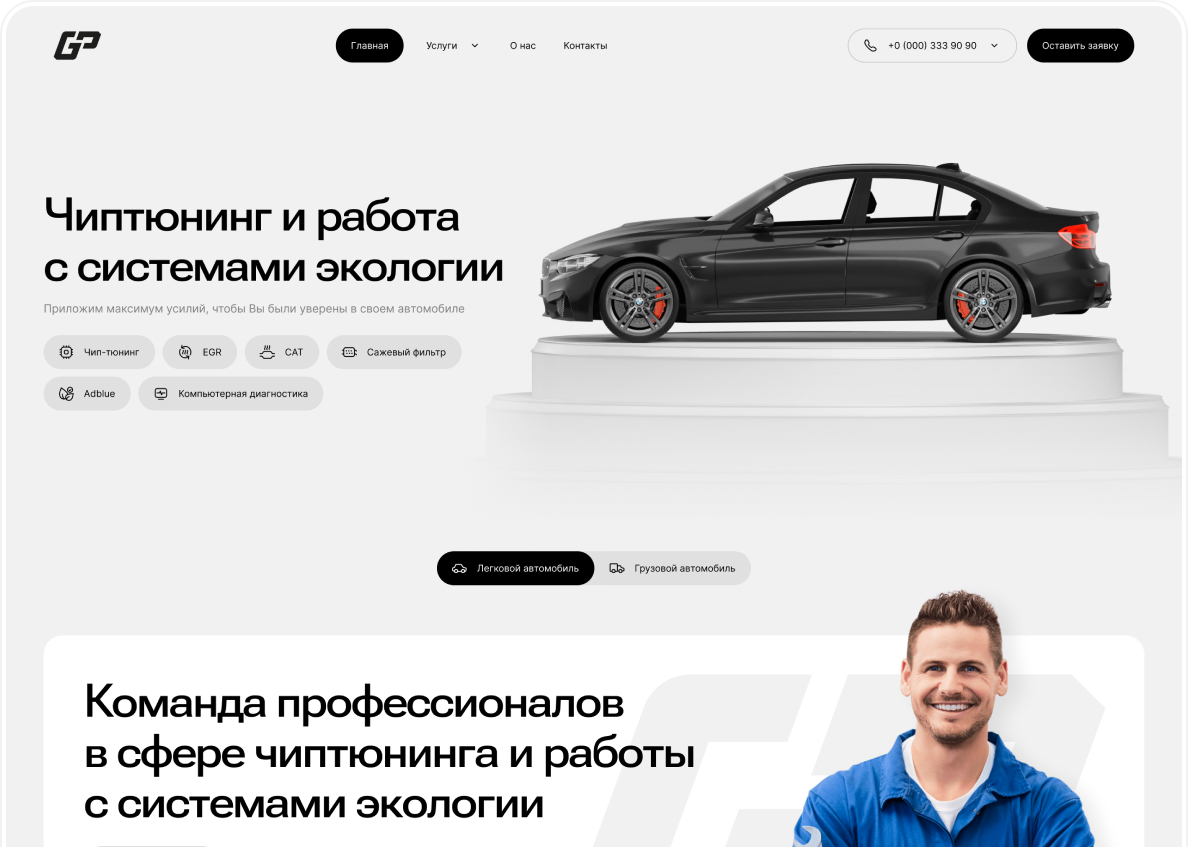 GP
Главная
Услуги
О нас
Контакты
+0 (000) 333 90 90
Оставить заявку
Чиптюнинг и работа
с системами экологии
Приложим максимум усилий, чтобы Вы были уверены в своем автомобиле
Чип-тюнинг
EGR
CAT
Сажевый фильтр
Adblue
Компьютерная диагностика
Легковой автомобиль
Грузовой автомобиль
Команда профессионалов
в сфере чиптюнинга и работы
с системами экологии